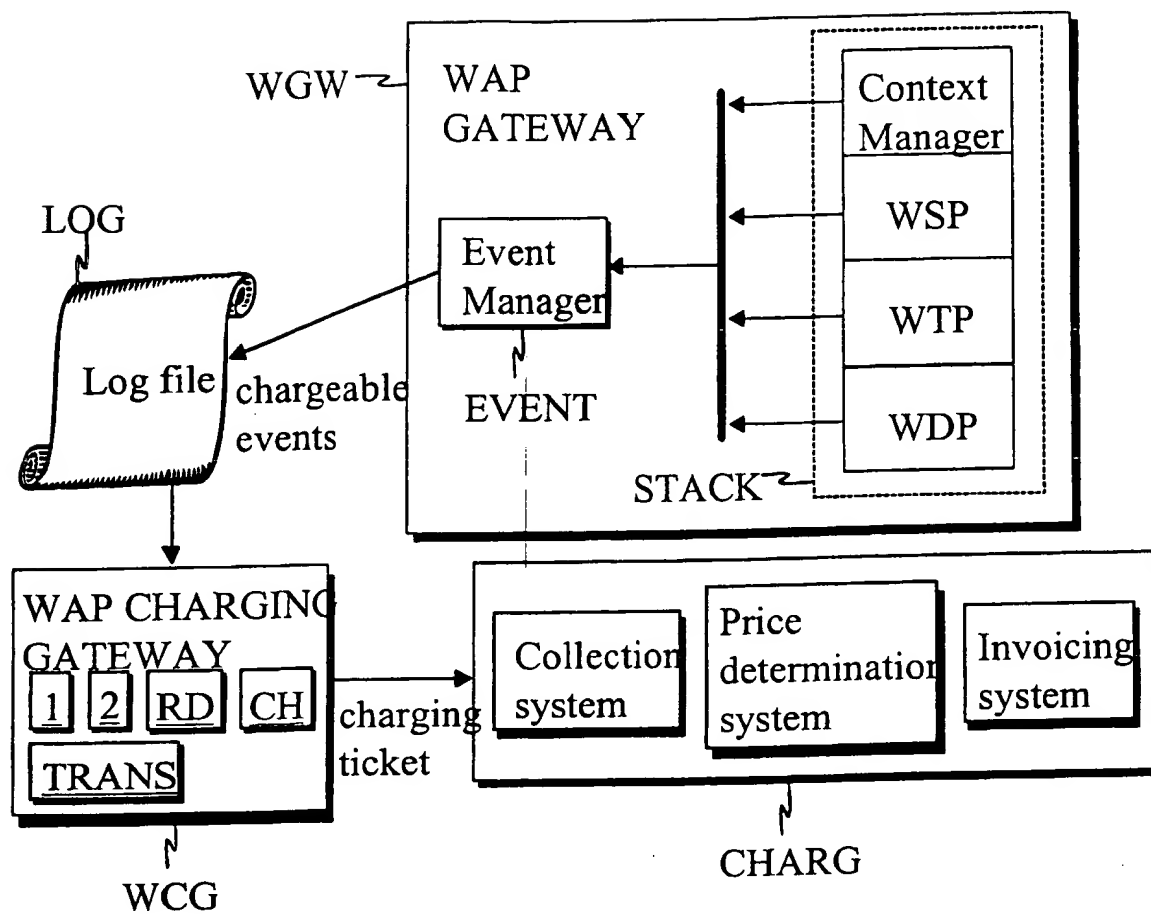 WGW
WAP
GATEWAY
Context
Manager
WSP
WTP
WDP
STACK
Event
Manager
EVENT
LOG
Log file
chargeable
events
WAP CHARGING
GATEWAY
1 2 RD CH
TRANS
WCG
charging
ticket
Collection
system
Price
determination
system
Invoicing
system
CHARG